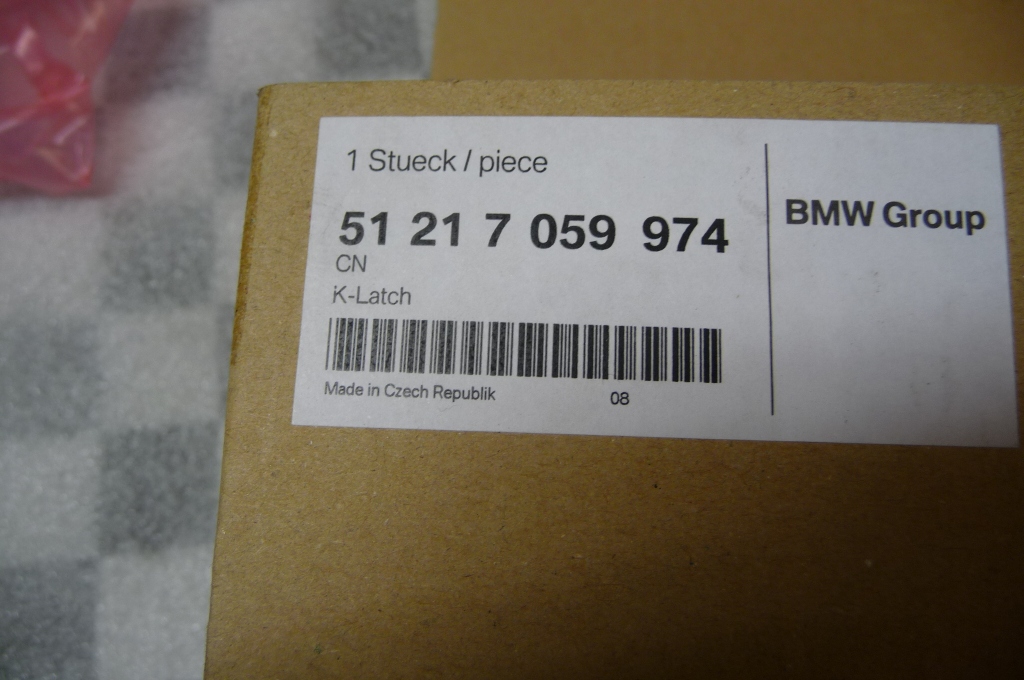 1 Stueck / piece
51 21 7 059 974
CN
K-Latch
Made in Czech Republik
08
BMW Group